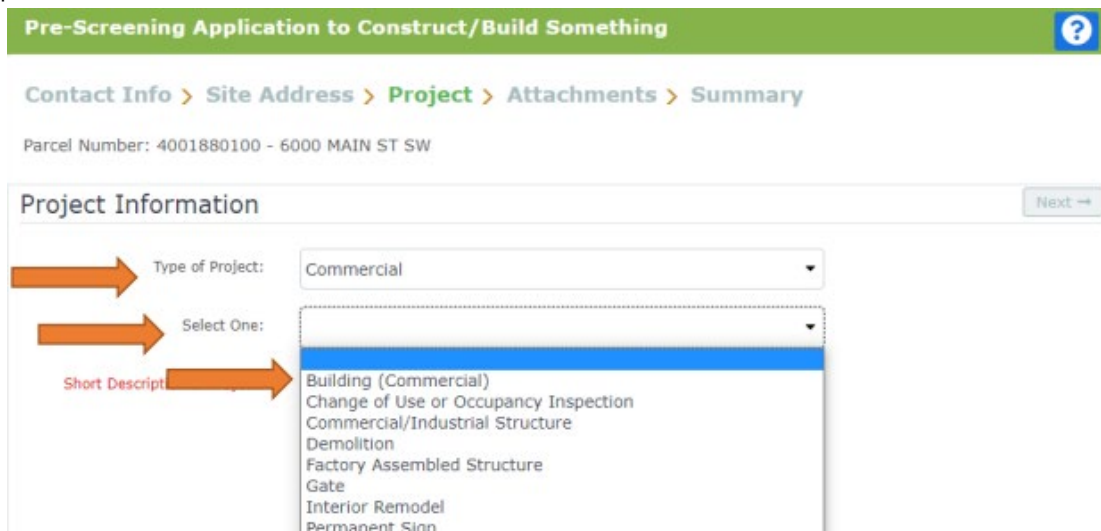 Pre-Screening Application to Construct/Build Something ?
Contact Info > Site Address > Project > Attachments > Summary
Parcel Number: 4001880100 - 6000 MAIN ST SW
Project Information
Next →
Type of Project: Commercial
Select One:
Short Descript
Building (Commercial)
Change of Use or Occupancy Inspection
Commercial/Industrial Structure
Demolition
Factory Assembled Structure
Gate
Interior Remodel
Permanent Sign